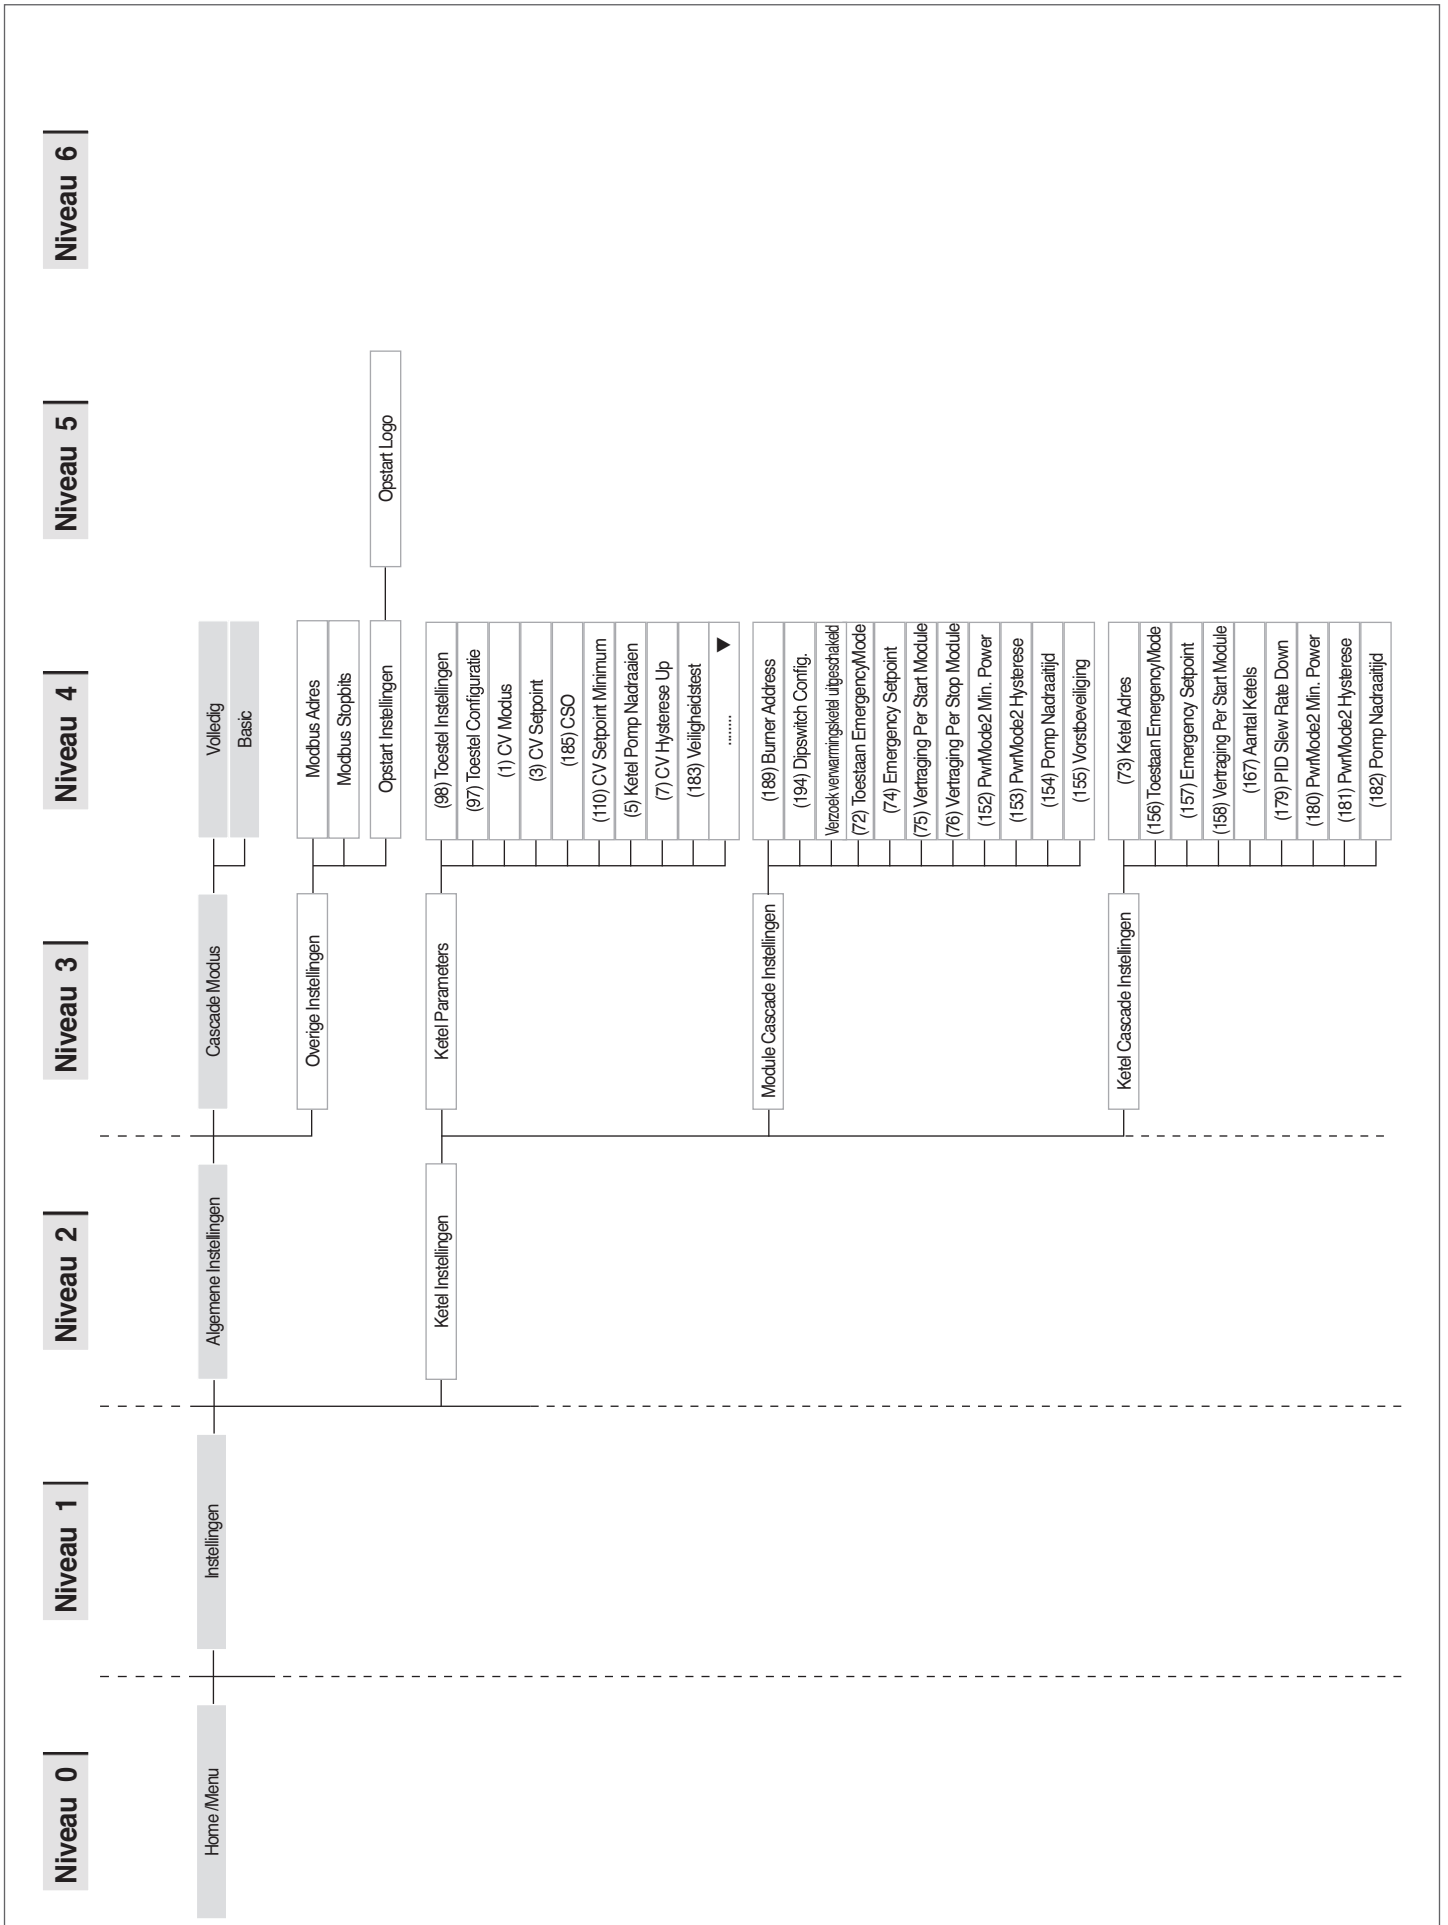 Niveau 0
Niveau 1
Niveau 2
Niveau 3
Niveau 4
Niveau 5
Niveau 6
Home /Menu
Instellingen
Algemene Instellingen
Cascade Modus
Volledig
Basic
Overige Instellingen
Modbus Adres
Modbus Stopbits
Opstart Instellingen
Opstart Logo
Ketel Instellingen
Ketel Parameters
(98) Toestel Instellingen
(97) Toestel Configuratie
(1) CV Modus
(3) CV Setpoint
(185) CSO
(110) CV Setpoint Minimum
(5) Ketel Pomp Nadraaien
(7) CV Hysterese Up
(183) Veiligheidstest
........
Module Cascade Instellingen
(189) Burner Address
(194) Dipswitch Config.
Verzoek verwarmingsketel uitgeschakeld
(72) Toestaan EmergencyMode
(74) Emergency Setpoint
(75) Vertraging Per Start Module
(76) Vertraging Per Stop Module
(152) PwrMode2 Min. Power
(153) PwrMode2 Hysterese
(154) Pomp Nadraaitijd
(155) Vorstbeveiliging
Ketel Cascade Instellingen
(73) Ketel Adres
(156) Toestaan EmergencyMode
(157) Emergency Setpoint
(158) Vertraging Per Start Module
(167) Aantal Ketels
(179) PID Slew Rate Down
(180) PwrMode2 Min. Power
(181) PwrMode2 Hysterese
(182) Pomp Nadraaitijd